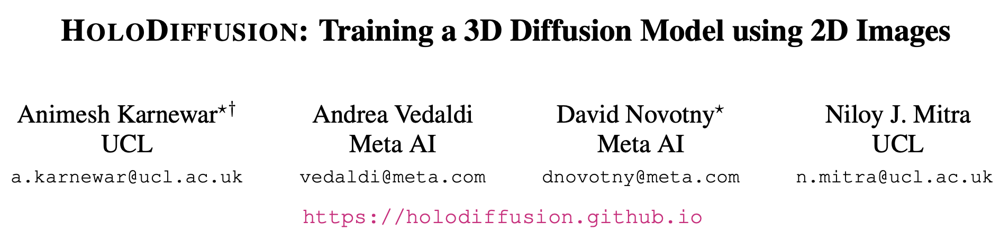 HOLODIFFUSION: Training a 3D Diffusion Model using 2D Images
Animesh Karnewar⋆† Andrea Vedaldi David Novotny⋆ Niloy J. Mitra
UCL Meta AI Meta AI UCL
a.karnewar@ucl.ac.uk vedaldi@meta.com dnovotny@meta.com n.mitra@ucl.ac.uk
https://holodiffusion.github.io